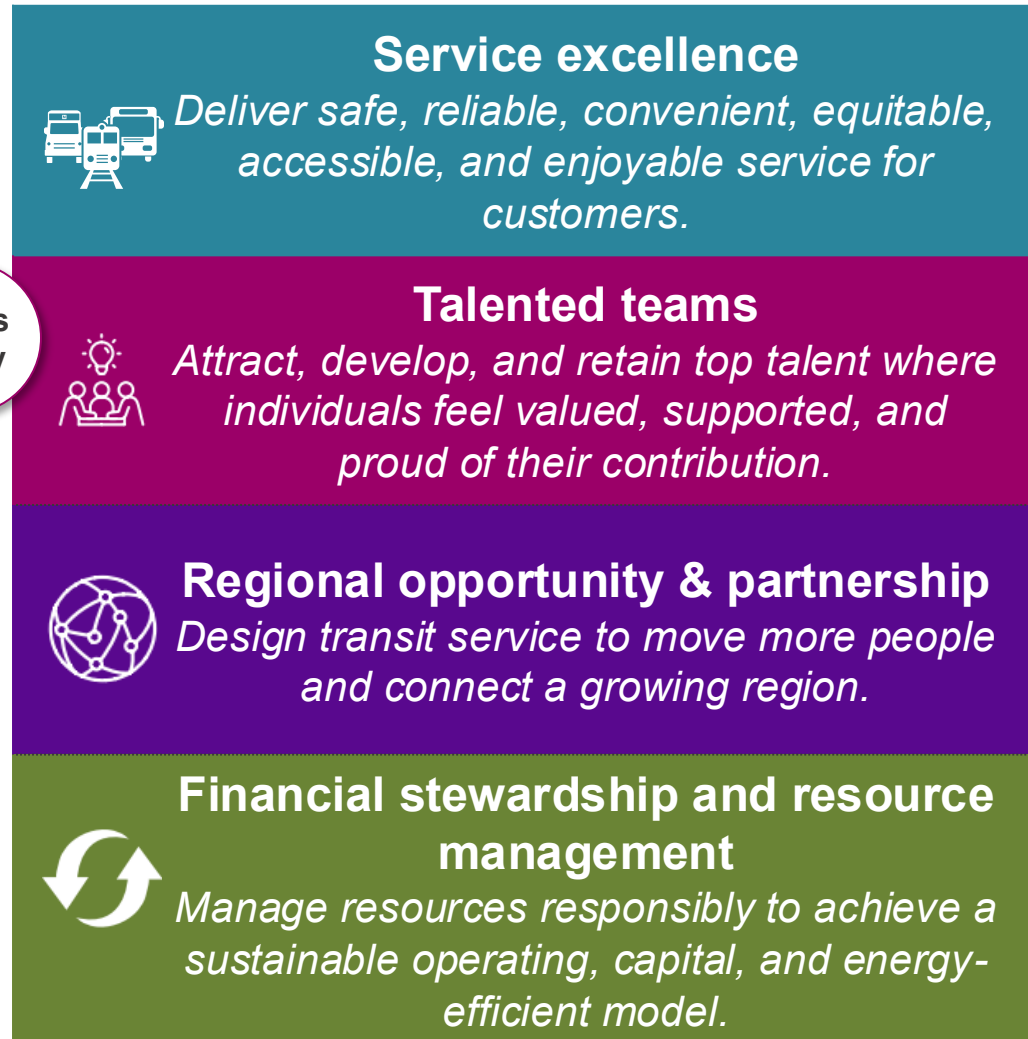 Service excellence
Deliver safe, reliable, convenient, equitable,
accessible, and enjoyable service for
customers.
Talented teams
Attract, develop, and retain top talent where
individuals feel valued, supported, and
proud of their contribution.
Regional opportunity & partnership
Design transit service to move more people
and connect a growing region.
Financial stewardship and resource
management
Manage resources responsibly to achieve a
sustainable operating, capital, and energy-
efficient model.